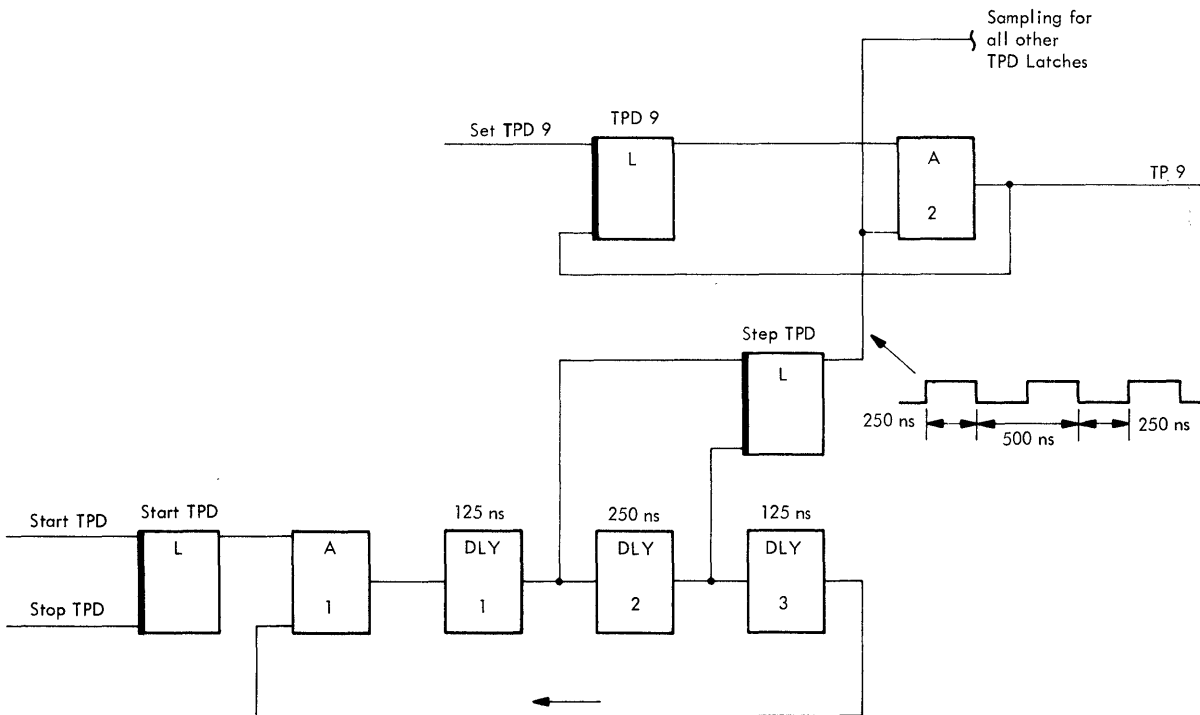 Sampling for
all other
TPD Latches
Set TPD 9
TPD 9
L
A
2
TP 9
Step TPD
L
250 ns
500 ns
250 ns
Start TPD
Start TPD
L
Stop TPD
A
1
125 ns
DLY
1
250 ns
DLY
2
125 ns
DLY
3